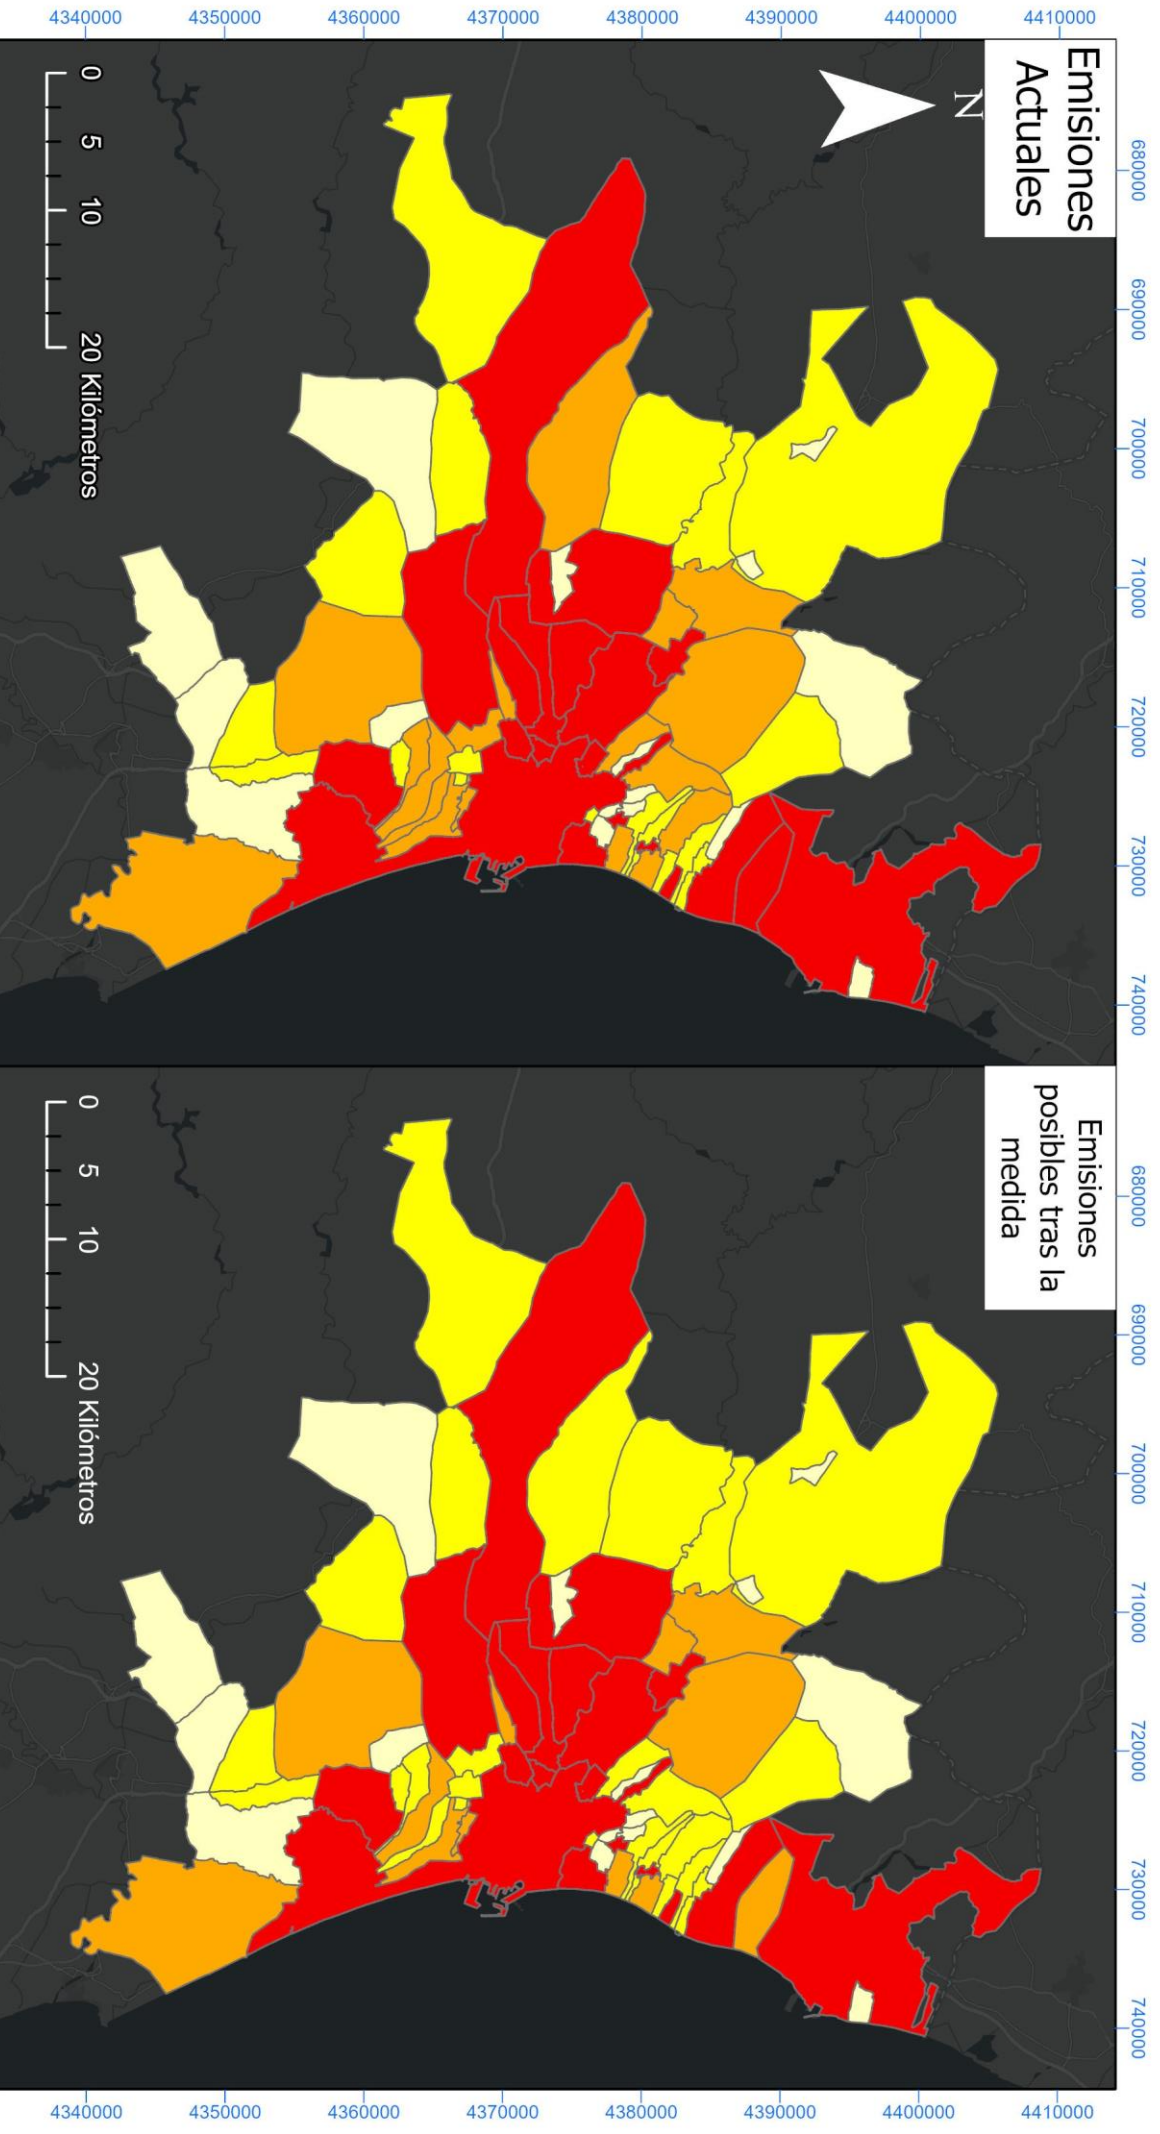 680000 690000 700000 710000 720000 730000 740000 680000 690000 700000 710000 720000 730000 740000
Emisiones
Actuales
N
Emisiones
posibles tras la
medida
4410000 4410000
4400000 4400000
4390000 4390000
4380000 4380000
4370000 4370000
4360000 4360000
4350000 4350000
4340000 4340000
0 5 10 20 Kilómetros
0 5 10 20 Kilómetros